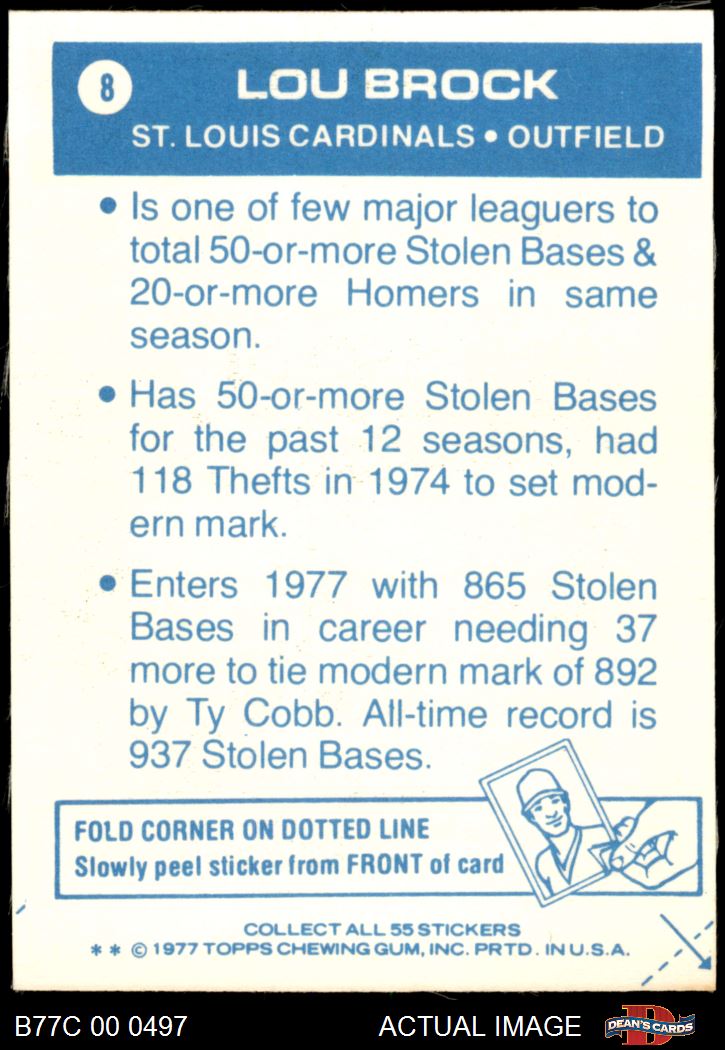 8
LOU BROCK
ST. LOUIS CARDINALS • OUTFIELD
• Is one of few major leaguers to
total 50-or-more Stolen Bases &
20-or-more Homers in same
season.
• Has 50-or-more Stolen Bases
for the past 12 seasons, had
118 Thefts in 1974 to set mod-
ern mark.
• Enters 1977 with 865 Stolen
Bases in career needing 37
more to tie modern mark of 892
by Ty Cobb. All-time record is
937 Stolen Bases.
FOLD CORNER ON DOTTED LINE
Slowly peel sticker from FRONT of card
COLLECT ALL 55 STICKERS
* * © 1977 TOPPS CHEWING GUM, INC. PRTD. IN U.S.A.
B77C 00 0497
ACTUAL IMAGE
D
DEAN'S CARDS